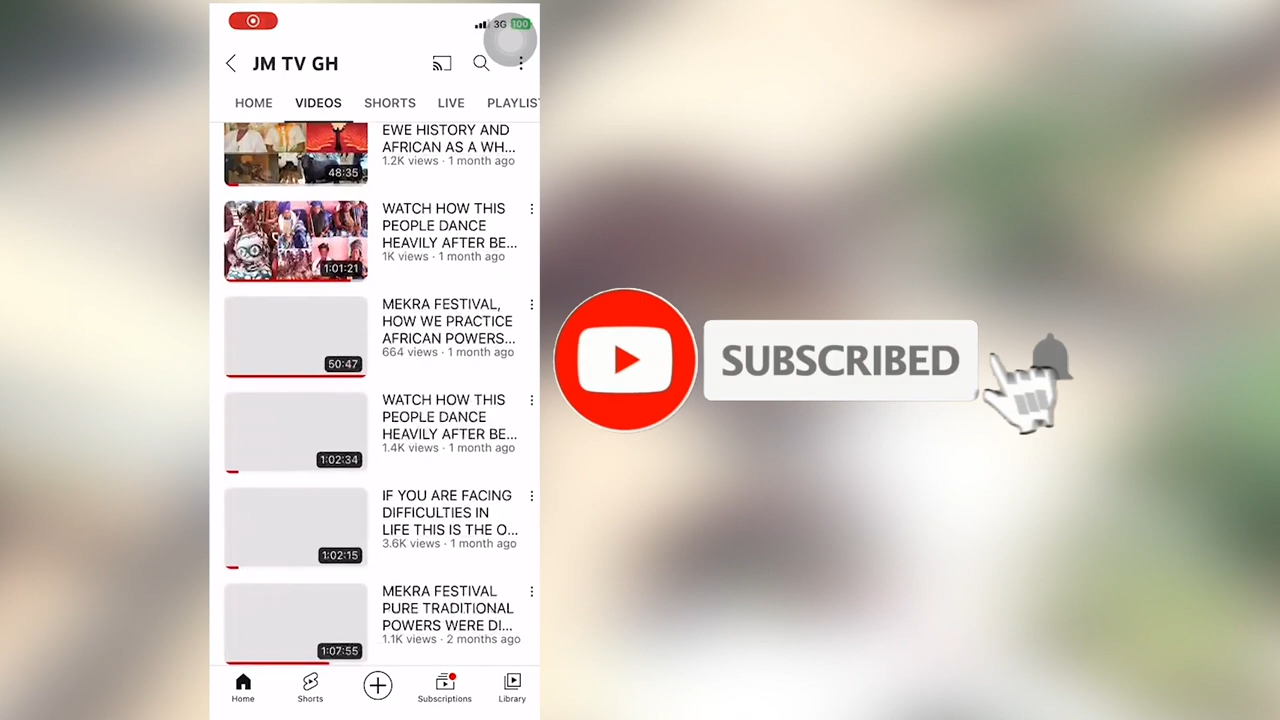 3G 100
JM TV GH
HOME VIDEOS SHORTS LIVE PLAYLIS
EWE HISTORY AND
AFRICAN AS A WH...
1.2K views · 1 month ago
48:35
WATCH HOW THIS
PEOPLE DANCE
HEAVILY AFTER BE...
1K views · 1 month ago
1:01:21
MEKRA FESTIVAL,
HOW WE PRACTICE
AFRICAN POWERS...
664 views · 1 month ago
50:47
WATCH HOW THIS
PEOPLE DANCE
HEAVILY AFTER BE...
1.4K views · 1 month ago
1:02:34
IF YOU ARE FACING
DIFFICULTIES IN
LIFE THIS IS THE O...
3.6K views · 1 month ago
1:02:15
MEKRA FESTIVAL
PURE TRADITIONAL
POWERS WERE DI...
1.1K views · 2 months ago
1:07:55
Home Shorts Subscriptions Library
SUBSCRIBED